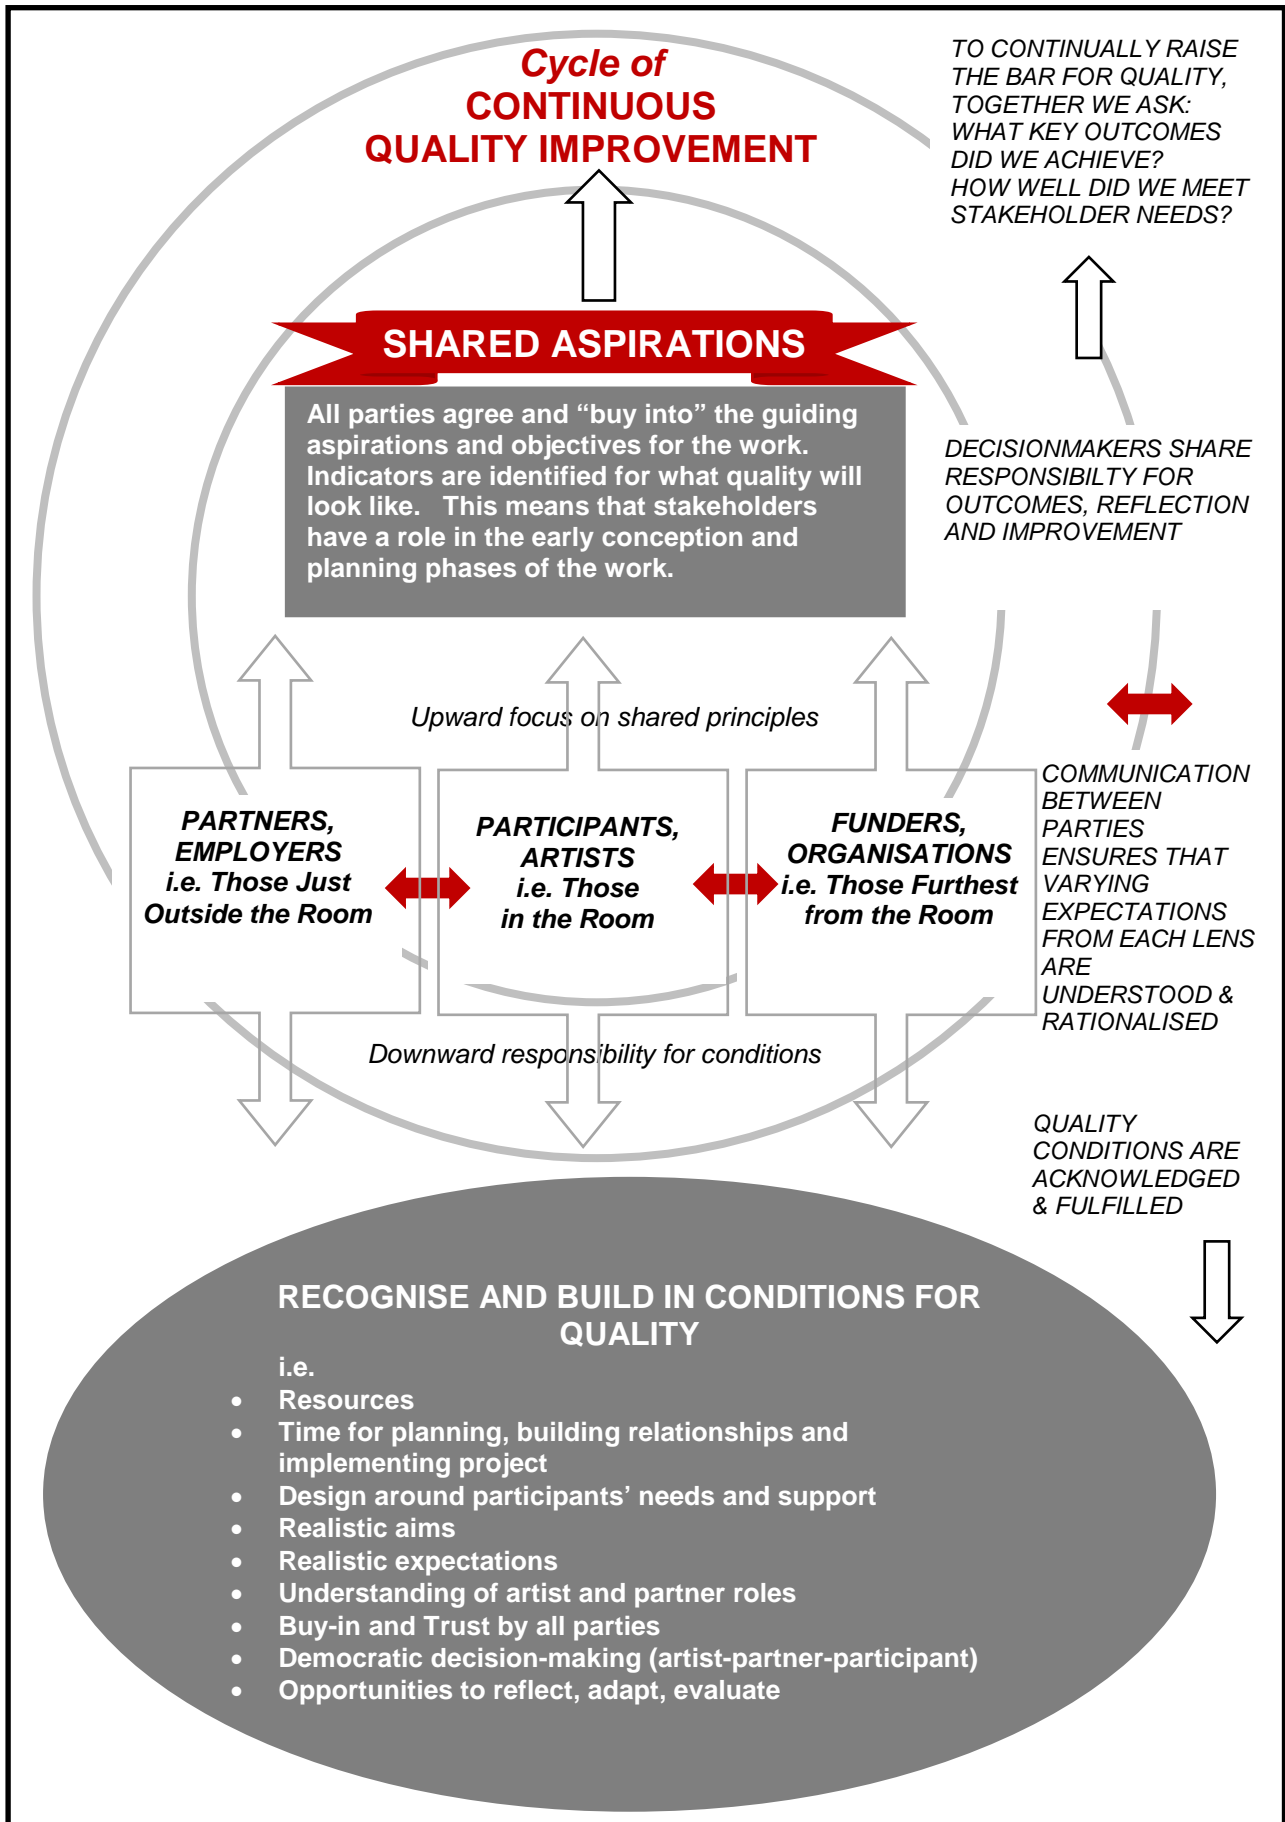 Cycle of
CONTINUOUS
QUALITY IMPROVEMENT
TO CONTINUALLY RAISE
THE BAR FOR QUALITY,
TOGETHER WE ASK:
WHAT KEY OUTCOMES
DID WE ACHIEVE?
HOW WELL DID WE MEET
STAKEHOLDER NEEDS?
SHARED ASPIRATIONS
All parties agree and “buy into” the guiding
aspirations and objectives for the work.
Indicators are identified for what quality will
look like.   This means that stakeholders
have a role in the early conception and
planning phases of the work.
DECISIONMAKERS SHARE
RESPONSIBILTY FOR
OUTCOMES, REFLECTION
AND IMPROVEMENT
Upward focus on shared principles
PARTNERS,
EMPLOYERS
i.e. Those Just
Outside the Room
PARTICIPANTS,
ARTISTS
i.e. Those
in the Room
FUNDERS,
ORGANISATIONS
i.e. Those Furthest
from the Room
COMMUNICATION
BETWEEN
PARTIES
ENSURES THAT
VARYING
EXPECTATIONS
FROM EACH LENS
ARE
UNDERSTOOD &
RATIONALISED
Downward responsibility for conditions
QUALITY
CONDITIONS ARE
ACKNOWLEDGED
& FULFILLED
RECOGNISE AND BUILD IN CONDITIONS FOR
QUALITY
i.e.
• Resources
• Time for planning, building relationships and
implementing project
• Design around participants’ needs and support
• Realistic aims
• Realistic expectations
• Understanding of artist and partner roles
• Buy-in and Trust by all parties
• Democratic decision-making (artist-partner-participant)
• Opportunities to reflect, adapt, evaluate